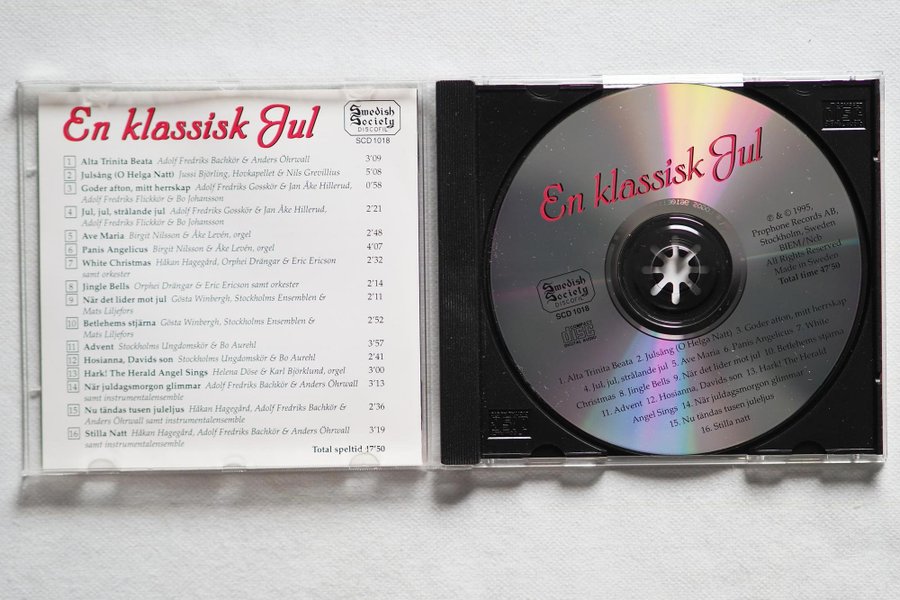 En klassisk Jul
Swedish
Society
DISCOFIL
SCD 1018
1 Alta Trinita Beata Adolf Fredriks Bachkör & Anders Öhrwall 3'09
2 Julsång (O Helga Natt) Jussi Björling, Hovkapellet & Nils Grevillius 5'08
3 Goder afton, mitt herrskap Adolf Fredriks Gosskör & Jan Åke Hillerud, 0'58
Adolf Fredriks Flickkör & Bo Johansson
4 Jul, jul, strålande jul Adolf Fredriks Gosskör & Jan Åke Hillerud, 2'21
Adolf Fredriks Flickkör & Bo Johansson
5 Ave Maria Birgit Nilsson & Åke Levén, orgel 2'48
6 Panis Angelicus Birgit Nilsson & Åke Levén, orgel 4'07
7 White Christmas Håkan Hagegård, Orphei Drängar & Eric Ericson 2'32
samt orkester
8 Jingle Bells Orphei Drängar & Eric Ericson samt orkester 2'14
9 När det lider mot jul Gösta Winbergh, Stockholms Ensemblen & 2'11
Mats Liljefors
10 Betlehems stjärna Gösta Winbergh, Stockholms Ensemblen & 2'52
Mats Liljefors
11 Advent Stockholms Ungdomskör & Bo Aurehl 3'57
12 Hosianna, Davids son Stockholms Ungdomskör & Bo Aurehl 2'41
13 Hark! The Herald Angel Sings Helena Döse & Karl Björklund, orgel 3'00
14 När juldagsmorgon glimmar Adolf Fredriks Bachkör & Anders Öhrwall 3'13
samt instrumentalensemble
15 Nu tändas tusen juleljus Håkan Hagegård, Adolf Fredriks Bachkör & 2'36
Anders Öhrwall samt instrumentalensemble
16 Stilla Natt Håkan Hagegård, Adolf Fredriks Bachkör & Anders Öhrwall 3'19
samt instrumentalensemble
Total speltid 47'50
En klassisk Jul
℗ & © 1995,
Prophone Records AB,
Stockholm, Sweden
BIEM/Ncb
All Rights Reserved
Made in Sweden
Total time 47'50
Swedish
Society
DISCOFIL
SCD 1018
COMPACT
disc
DIGITAL AUDIO
1. Alta Trinita Beata 2. Julsång (O Helga Natt) 3. Goder afton, mitt herrskap
4. Jul, jul, strålande jul 5. Ave Maria 6. Panis Angelicus 7. White
Christmas 8. Jingle Bells 9. När det lider mot jul 10. Betlehems stjärna
11. Advent 12. Hosianna, Davids son 13. Hark! The Herald
Angel Sings 14. När juldagsmorgon glimmar
15. Nu tändas tusen juleljus
16. Stilla natt